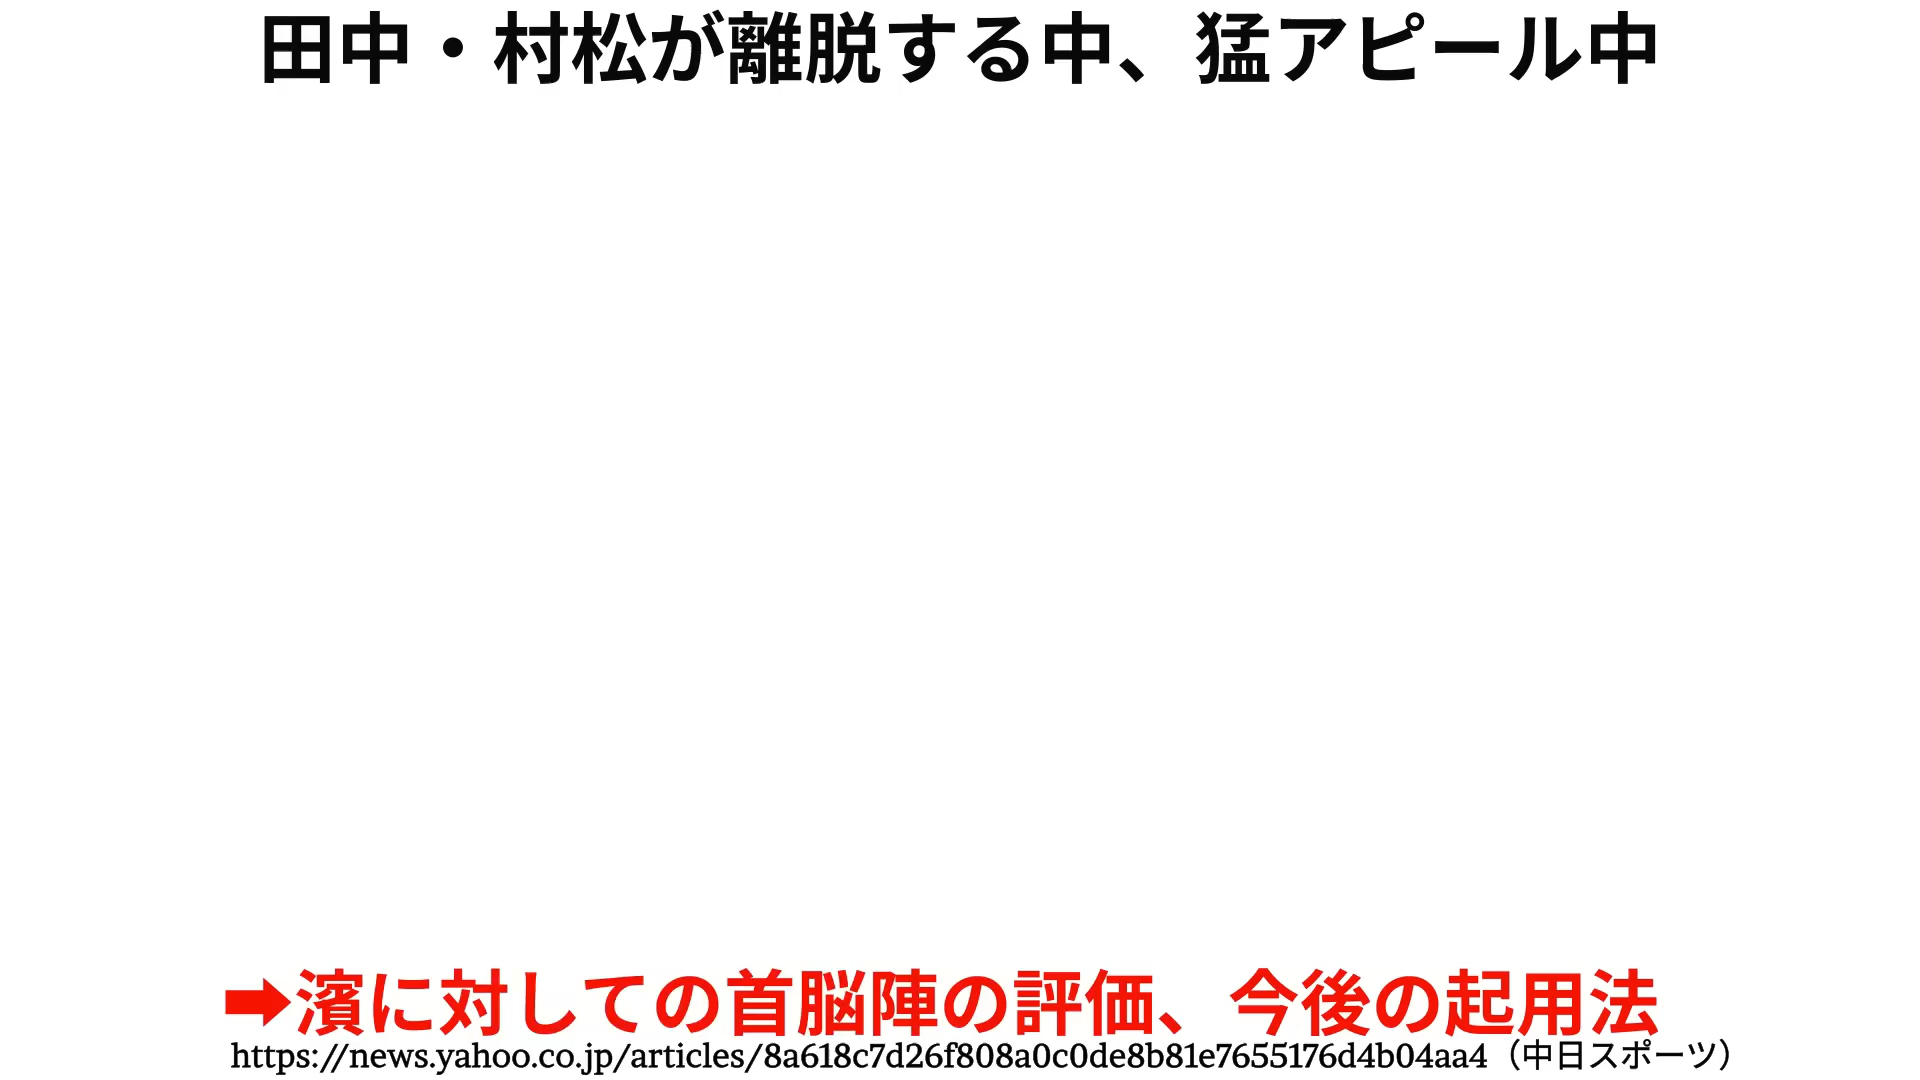 田中・村松が離脱する中、猛アピール中
➡濱に対しての首脳陣の評価、今後の起用法
https://news.yahoo.co.jp/articles/8a618c7d26f808a0c0de8b81e7655176d4b04aa4（中日スポーツ）